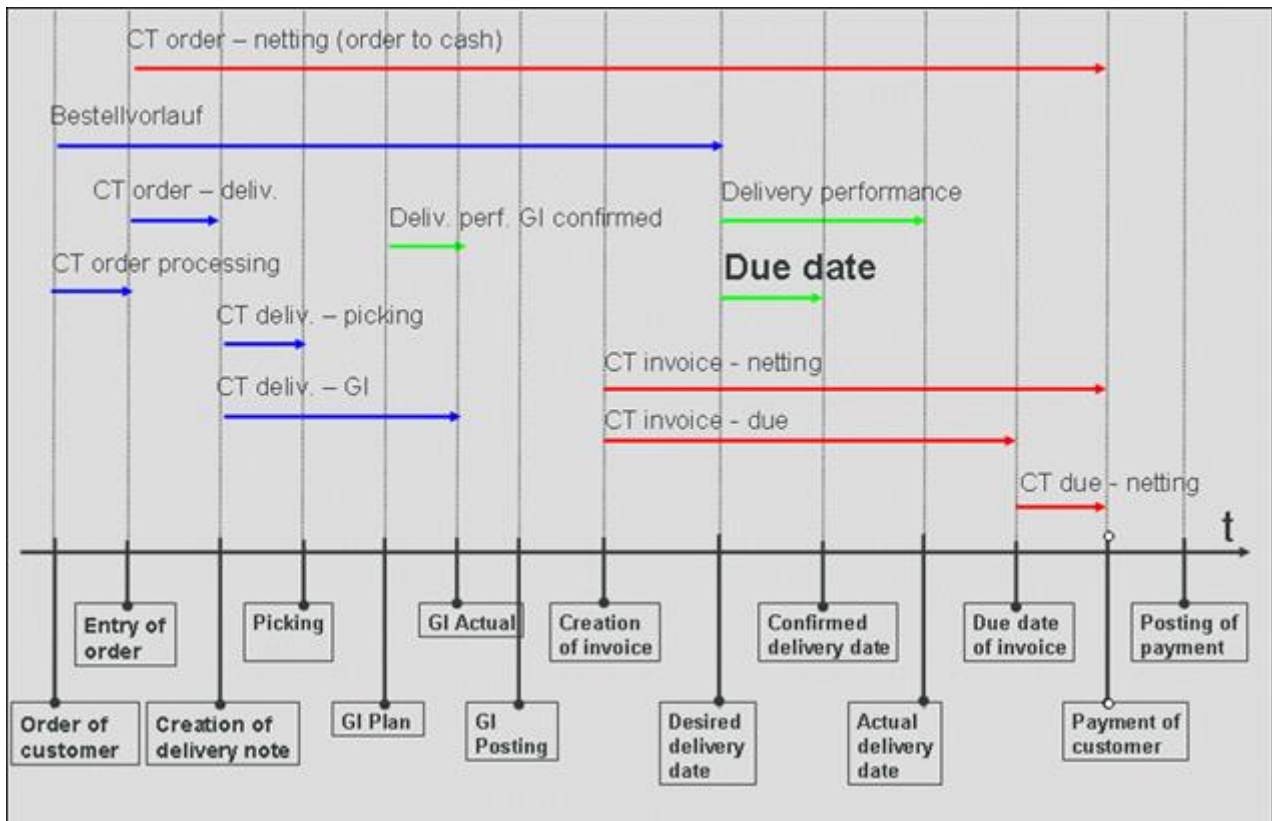 CT order – netting (order to cash)
Bestellvorlauf
CT order – deliv.
Delivery performance
Deliv. perf. GI confirmed
CT order processing
Due date
CT deliv. – picking
CT invoice - netting
CT deliv. – GI
CT invoice - due
CT due - netting
t
Entry of
order
Picking
GI Actual
Creation
of invoice
Confirmed
delivery date
Due date
of invoice
Posting of
payment
Order of
customer
Creation of
delivery note
GI Plan
GI
Posting
Desired
delivery
date
Actual
delivery
date
Payment of
customer